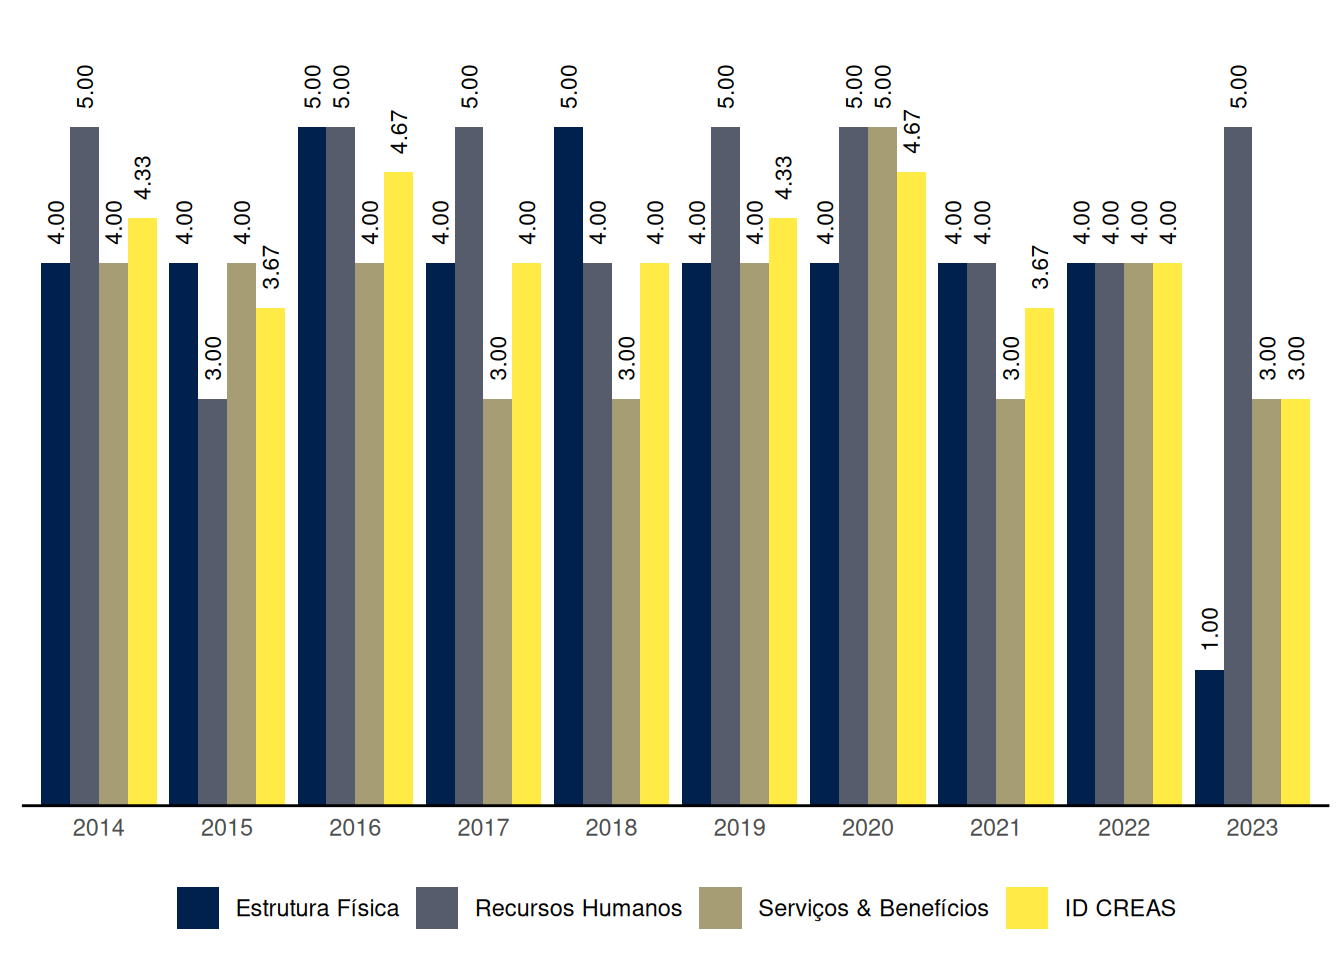 4.00 5.00 4.00 4.33 4.00 3.00 4.00 3.67 5.00 5.00 4.00 4.67 4.00 5.00 3.00 4.00 5.00 4.00 3.00 4.00 4.00 5.00 4.00 4.33 4.00 5.00 5.00 4.67 4.00 4.00 3.00 3.67 4.00 4.00 4.00 4.00 1.00 5.00 3.00 3.00
2014 2015 2016 2017 2018 2019 2020 2021 2022 2023
Estrutura Física Recursos Humanos Serviços & Benefícios ID CREAS